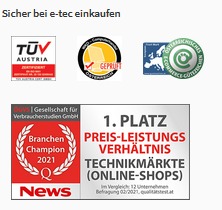 Sicher bei e-tec einkaufen
TÜV
AUSTRIA
GEPRÜFT
NEWS | Gesellschaft für
Verbraucherstudien GmbH
Branchen
Champion
2021
Q
News
1. PLATZ
PREIS-LEISTUNGS
VERHÄLTNIS
TECHNIKMÄRKTE
(ONLINE-SHOPS)
Im Vergleich: 12 Unternehmen
Befragung 02/2021, qualitätstest.at